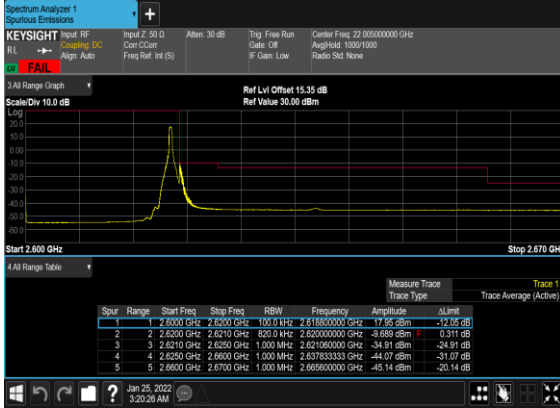 Spectrum Analyzer 1
Spurious Emissions
+
KEYSIGHT Input: RF Input Z: 50 Ω Atten: 30 dB Trig: Free Run Center Freq: 22.005000000 GHz
RL Coupling: DC Corr CCorr Gate: Off Avg|Hold: 1000/1000
Align: Auto Freq Ref: Int (S) IF Gain: Low Radio Std: None
LN FAIL
3 All Range Graph Ref Lvl Offset 15.35 dB
Scale/Div 10.0 dB Ref Value 30.00 dBm
Log
20.0
10.0
0.00
-10.0
-20.0
-30.0
-40.0
-50.0
-60.0
Start 2.600 GHz Stop 2.670 GH
4 All Range Table
Measure Trace Trace 1
Trace Type Trace Average (Active)
Spur Range Start Freq Stop Freq RBW Frequency Amplitude ΔLimit
1 1 2.6000 GHz 2.6200 GHz 100.0 kHz 2.618800000 GHz 17.95 dBm -12.05 dB
2 2 2.6200 GHz 2.6210 GHz 820.0 kHz 2.620000000 GHz -9.689 dBm F 0.311 dB
3 3 2.6210 GHz 2.6250 GHz 1.000 MHz 2.621060000 GHz -34.91 dBm -24.91 dB
4 4 2.6250 GHz 2.6600 GHz 1.000 MHz 2.637833333 GHz -44.07 dBm -31.07 dB
5 5 2.6600 GHz 2.6700 GHz 1.000 MHz 2.665600000 GHz -45.14 dBm -20.14 dB
? Jan 25, 2022
3:20:26 AM